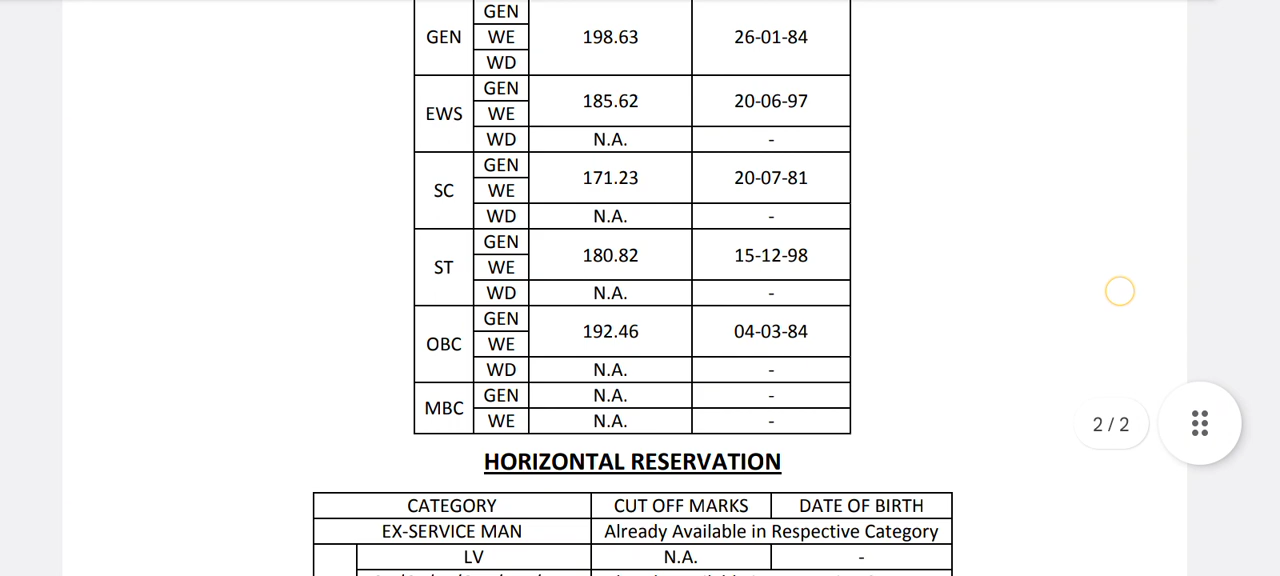 GEN GEN 198.63 26-01-84
WE
WD
EWS GEN 185.62 20-06-97
WE
WD N.A. -
SC GEN 171.23 20-07-81
WE
WD N.A. -
ST GEN 180.82 15-12-98
WE
WD N.A. -
OBC GEN 192.46 04-03-84
WE
WD N.A. -
MBC GEN N.A. -
WE N.A. -
2 / 2
HORIZONTAL RESERVATION
CATEGORY CUT OFF MARKS DATE OF BIRTH
EX-SERVICE MAN Already Available in Respective Category
LV N.A. -